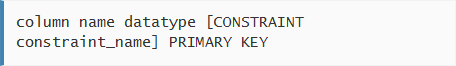 column name datatype [CONSTRAINT
constraint_name] PRIMARY KEY